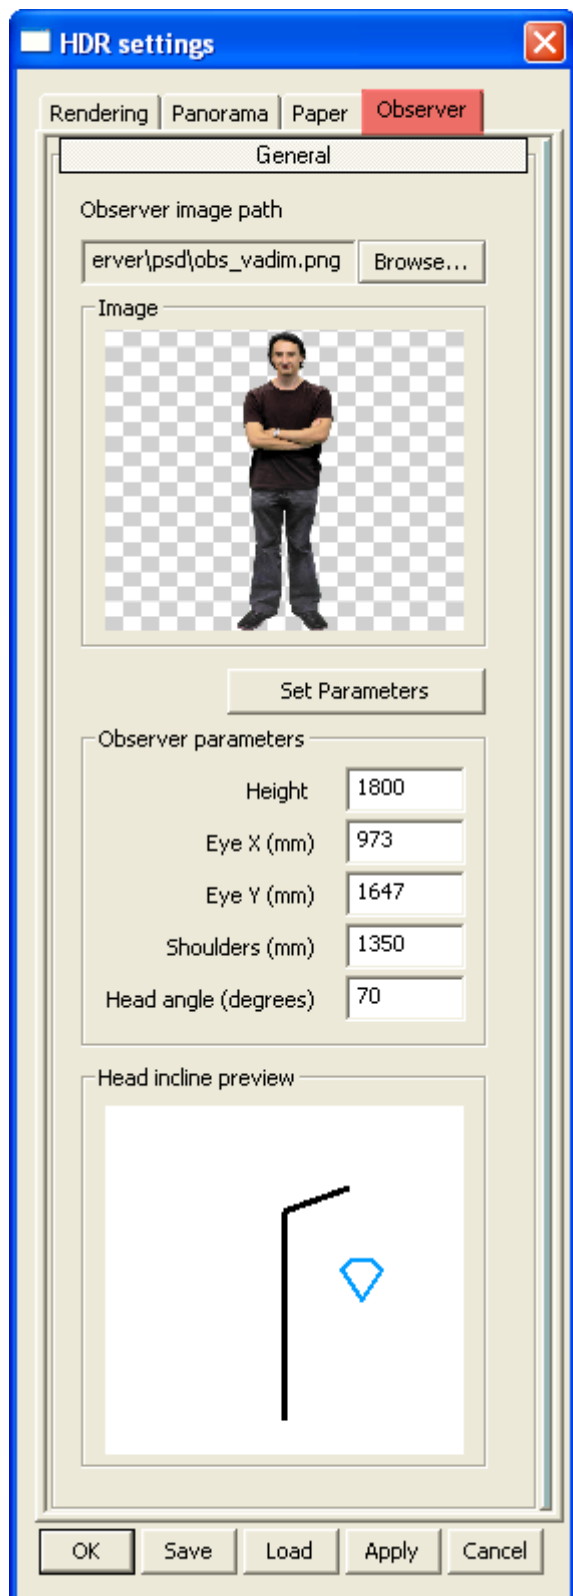 HDR settings
Rendering Panorama Paper Observer
General
Observer image path
erver\psd\obs_vadim.png Browse...
Image
Set Parameters
Observer parameters
Height 1800
Eye X (mm) 973
Eye Y (mm) 1647
Shoulders (mm) 1350
Head angle (degrees) 70
Head incline preview
OK Save Load Apply Cancel